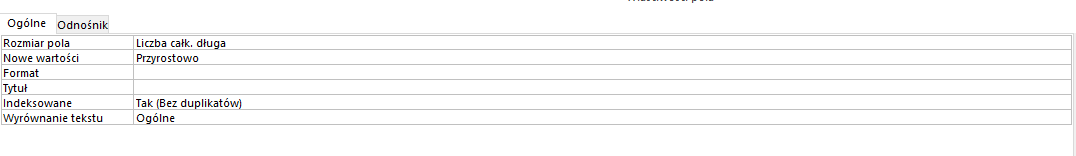 Ogólne Odnośnik
Rozmiar pola Liczba całk. długa
Nowe wartości Przyrostowo
Format
Tytuł
Indeksowane Tak (Bez duplikatów)
Wyrównanie tekstu Ogólne